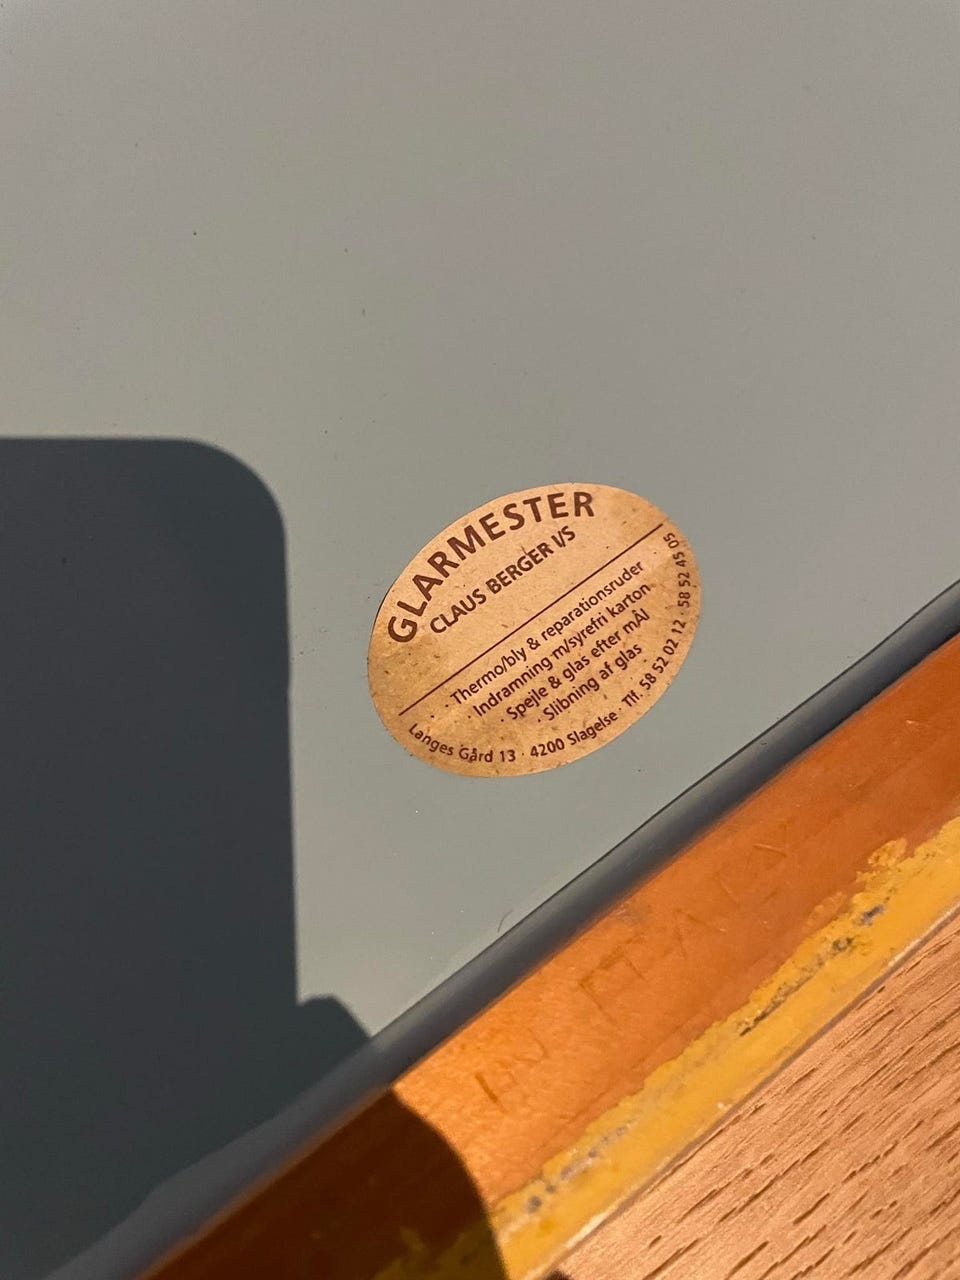 GLARMESTER
CLAUS BERGER I/S
· Thermo/bly & reparationsruder
· Indramning m/syrefri karton
· Spejle & glas efter mÅl
· Slibning af glas
Langes Gård 13 · 4200 Slagelse · Tlf. 58 52 02 12 · 58 52 45 05